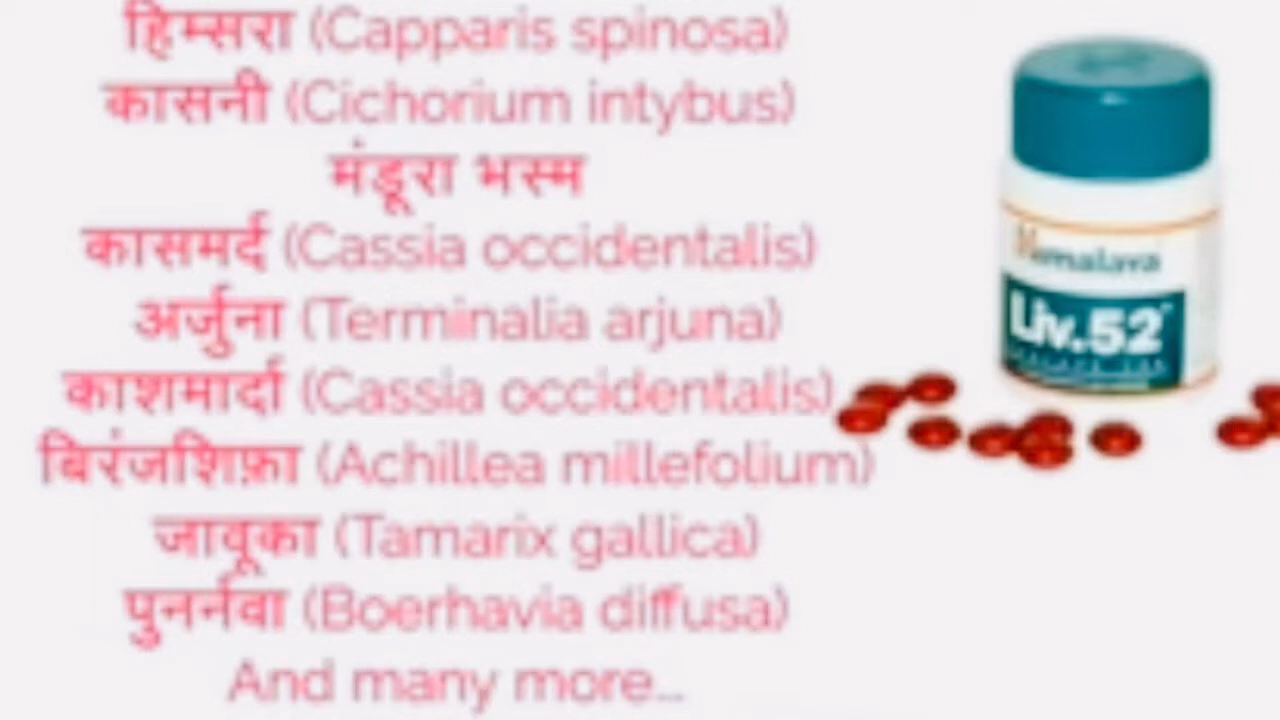 हिम्सरा (Capparis spinosa)
कासनी (Cichorium intybus)
मंडूरा भस्म
कासमर्द (Cassia occidentalis)
अर्जुना (Terminalia arjuna)
काशमार्दा (Cassia occidentalis)
बिरंजशिफ़ा (Achillea millefolium)
जावूका (Tamarix gallica)
पुनर्नवा (Boerhavia diffusa)
And many more...
Himalaya
Liv.52